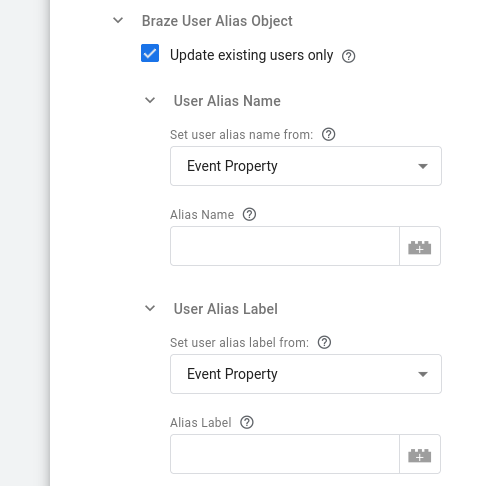 Braze User Alias Object
Update existing users only
User Alias Name
Set user alias name from:
Event Property
Alias Name
User Alias Label
Set user alias label from:
Event Property
Alias Label